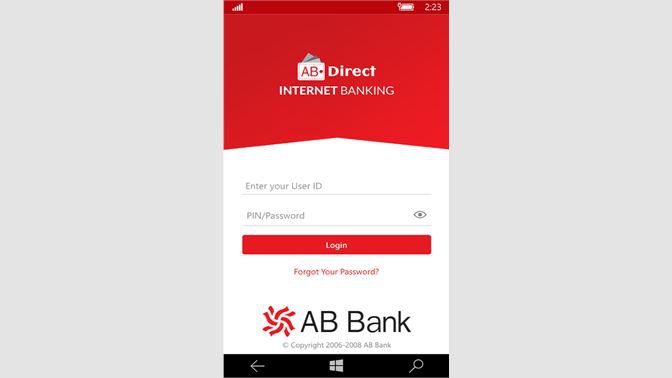 2:23
AB Direct
INTERNET BANKING
Enter your User ID
PIN/Password
Login
Forgot Your Password?
AB Bank
© Copyright 2006-2008 AB Bank